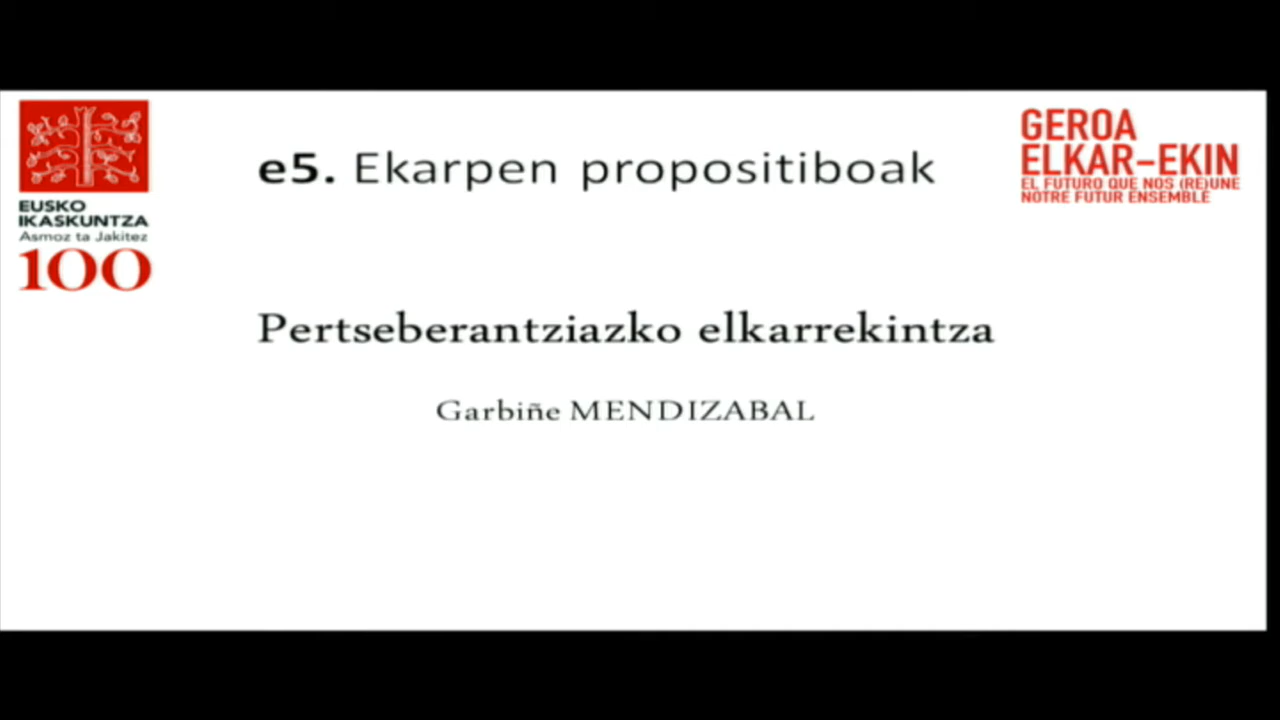 EUSKO
IKASKUNTZA
Asmoz ta Jakitez
100
e5. Ekarpen propositiboak
GEROA
ELKAR-EKIN
EL FUTURO QUE NOS (RE)UNE
NOTRE FUTUR ENSEMBLE
Pertseberantziazko elkarrekintza
Garbiñe MENDIZABAL